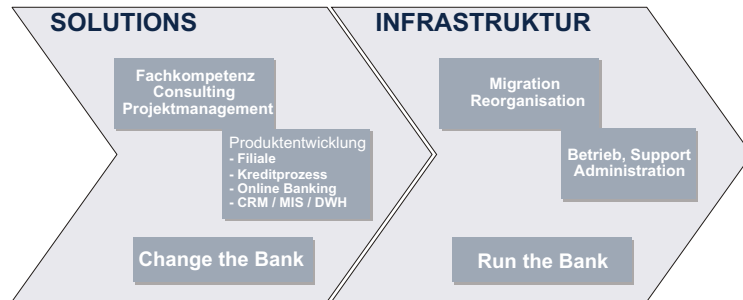 SOLUTIONS
Fachkompetenz
Consulting
Projektmanagement
Produktentwicklung
- Filiale
- Kreditprozess
- Online Banking
- CRM / MIS / DWH
Change the Bank
INFRASTRUKTUR
Migration
Reorganisation
Betrieb, Support
Administration
Run the Bank